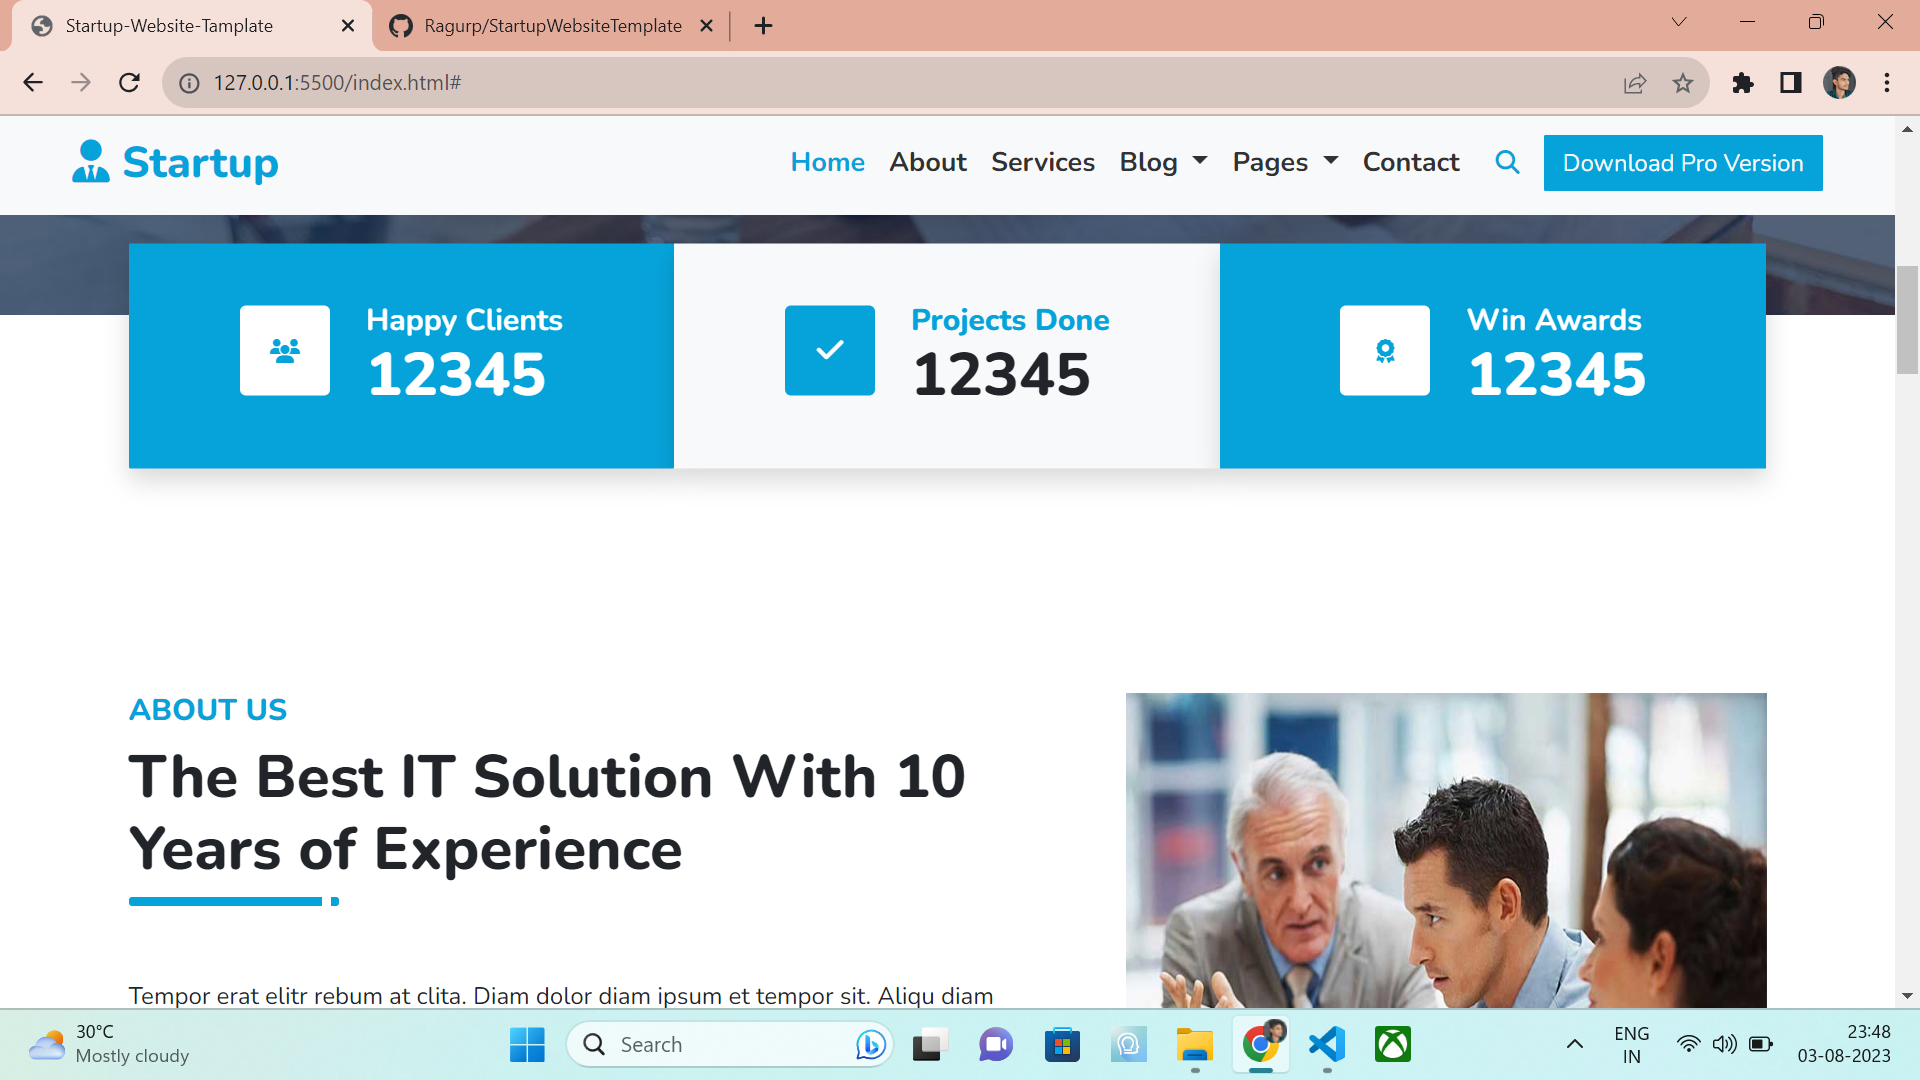 Startup-Website-Tamplate
Ragurp/StartupWebsiteTemplate
127.0.0.1:5500/index.html#
Startup
Home About Services Blog Pages Contact Download Pro Version
Happy Clients
12345
Projects Done
12345
Win Awards
12345
ABOUT US
The Best IT Solution With 10
Years of Experience
Tempor erat elitr rebum at clita. Diam dolor diam ipsum et tempor sit. Aliqu diam
30°C
Mostly cloudy
Search
ENG
IN
23:48
03-08-2023